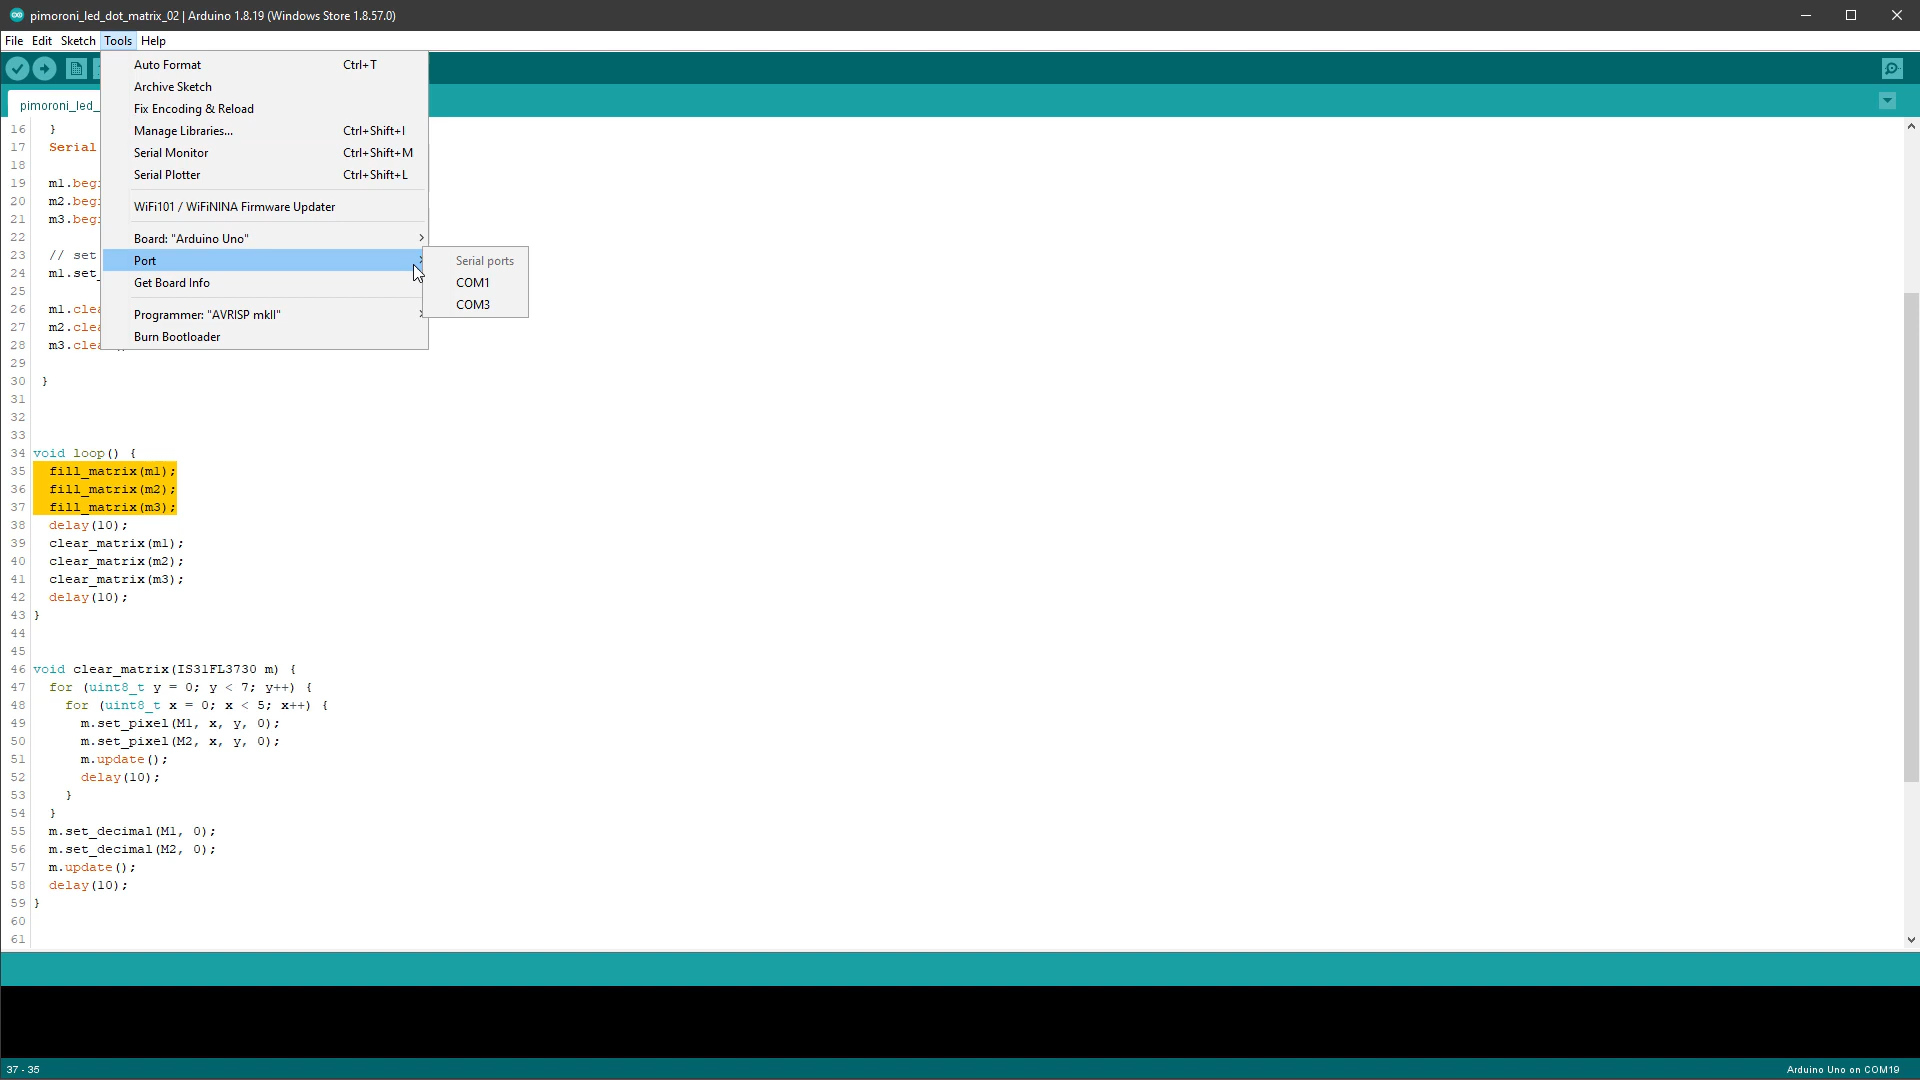 pimoroni_led_dot_matrix_02 | Arduino 1.8.19 (Windows Store 1.8.57.0)
File Edit Sketch Tools Help
pimoroni_led_
Auto Format Ctrl+T
Archive Sketch
Fix Encoding & Reload
Manage Libraries... Ctrl+Shift+I
Serial Monitor Ctrl+Shift+M
Serial Plotter Ctrl+Shift+L
WiFi101 / WiFiNINA Firmware Updater
Board: "Arduino Uno"
Port
Get Board Info
Programmer: "AVRISP mkII"
Burn Bootloader
Serial ports
COM1
COM3
16 }
17 Serial
18
19 m1.begi
20 m2.begi
21 m3.begi
22
23 // set
24 m1.set_
25
26 m1.clea
27 m2.clea
28 m3.clea
29
30 }
31
32
33
34 void loop() {
35 fill_matrix(m1);
36 fill_matrix(m2);
37 fill_matrix(m3);
38 delay(10);
39 clear_matrix(m1);
40 clear_matrix(m2);
41 clear_matrix(m3);
42 delay(10);
43 }
44
45
46 void clear_matrix(IS31FL3730 m) {
47 for (uint8_t y = 0; y < 7; y++) {
48 for (uint8_t x = 0; x < 5; x++) {
49 m.set_pixel(M1, x, y, 0);
50 m.set_pixel(M2, x, y, 0);
51 m.update();
52 delay(10);
53 }
54 }
55 m.set_decimal(M1, 0);
56 m.set_decimal(M2, 0);
57 m.update();
58 delay(10);
59 }
60
61
37 - 35
Arduino Uno on COM19